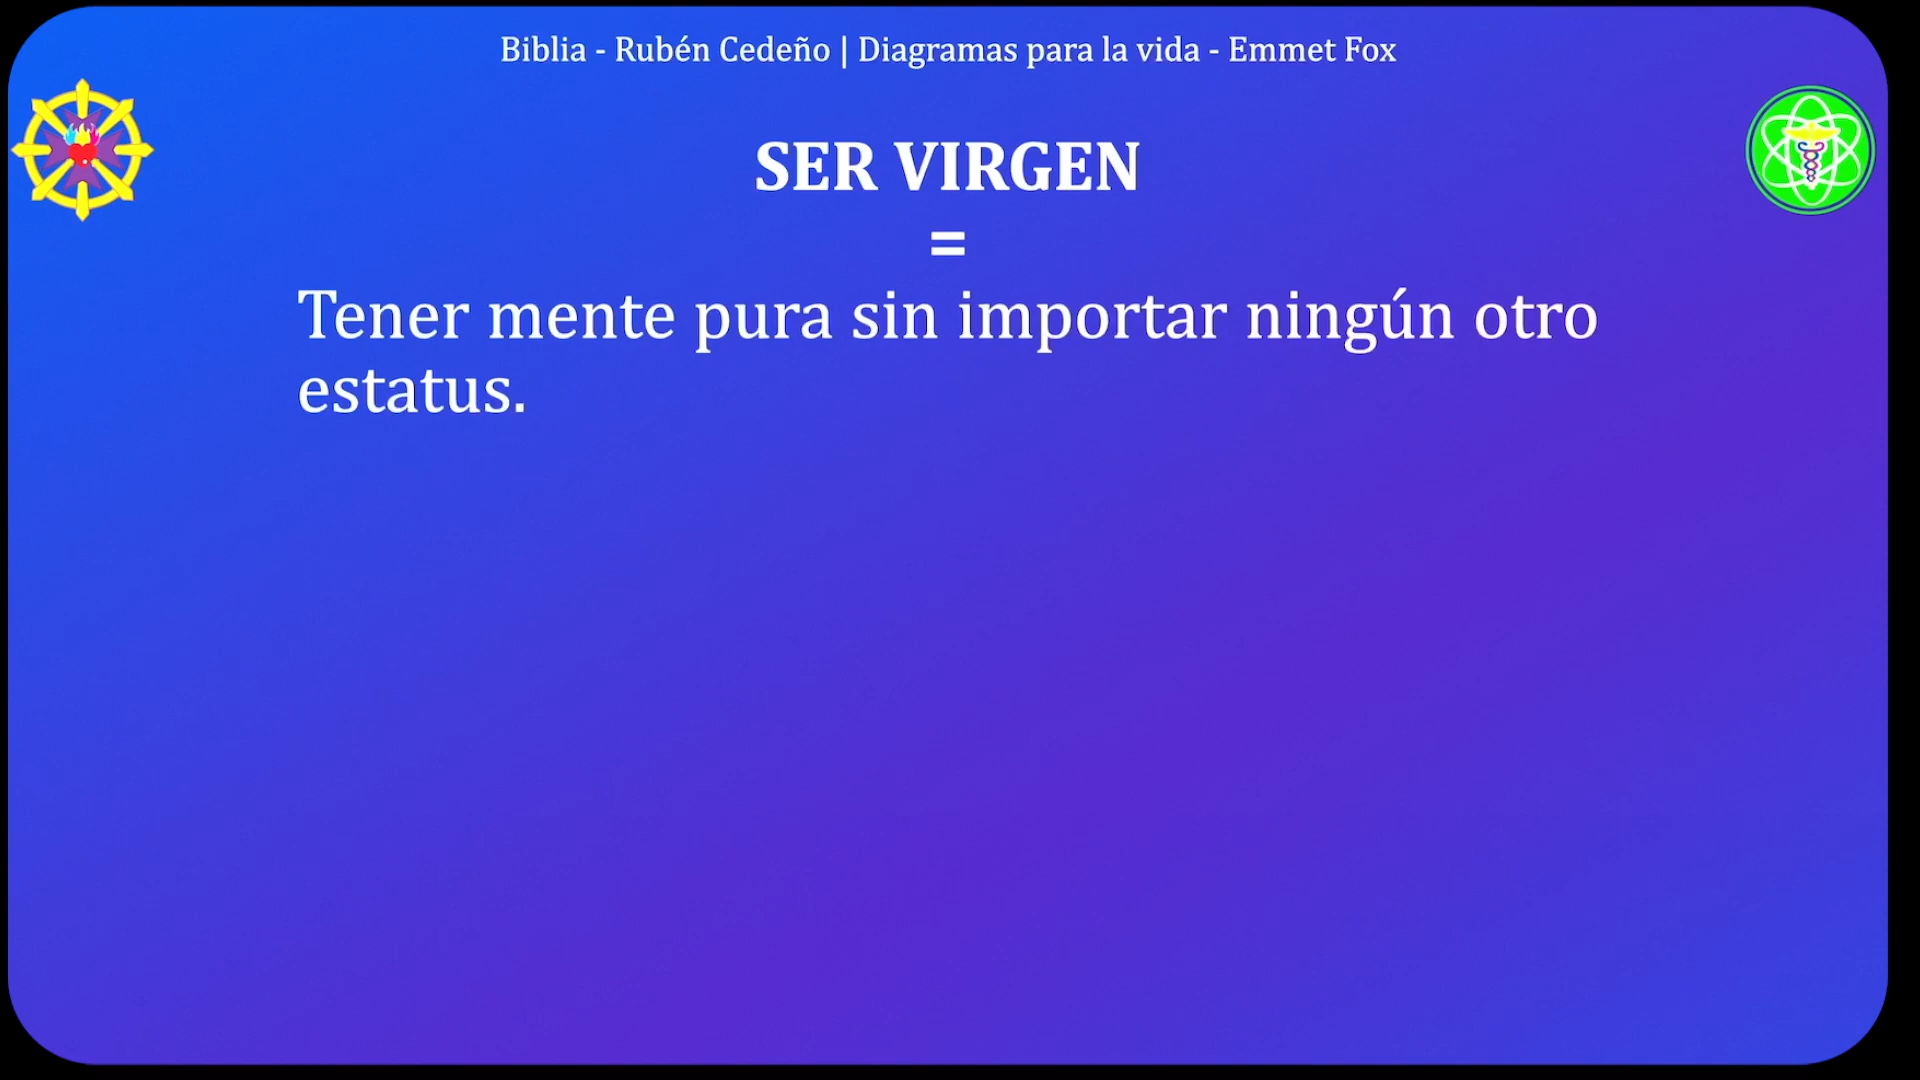 Biblia - Rubén Cedeño | Diagramas para la vida - Emmet Fox
SER VIRGEN
=
Tener mente pura sin importar ningún otro
estatus.